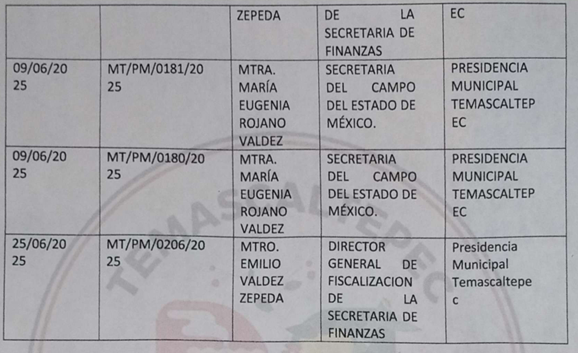 ZEPEDA
DE LA
SECRETARIA DE
FINANZAS
EC
09/06/20
25
MT/PM/0181/20
25
MTRA.
MARÍA
EUGENIA
ROJANO
VALDEZ
SECRETARIA
DEL CAMPO
DEL ESTADO DE
MÉXICO.
PRESIDENCIA
MUNICIPAL
TEMASCALTEP
EC
09/06/20
25
MT/PM/0180/20
25
MTRA.
MARÍA
EUGENIA
ROJANO
VALDEZ
SECRETARIA
DEL CAMPO
DEL ESTADO DE
MÉXICO.
PRESIDENCIA
MUNICIPAL
TEMASCALTEP
EC
25/06/20
25
MT/PM/0206/20
25
MTRO.
EMILIO
VÁLDEZ
ZEPEDA
DIRECTOR
GENERAL DE
FISCALIZACION
DE LA
SECRETARIA DE
FINANZAS
Presidencia
Municipal
Temascaltepe
c
TEMASCALTEPEC